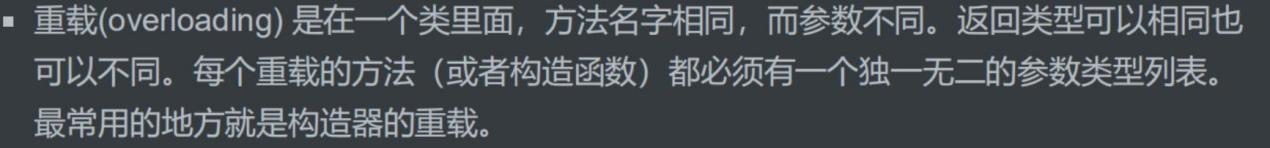 ▪ 重载(overloading) 是在一个类里面，方法名字相同，而参数不同。返回类型可以相同也
可以不同。每个重载的方法（或者构造函数）都必须有一个独一无二的参数类型列表。
最常用的地方就是构造器的重载。